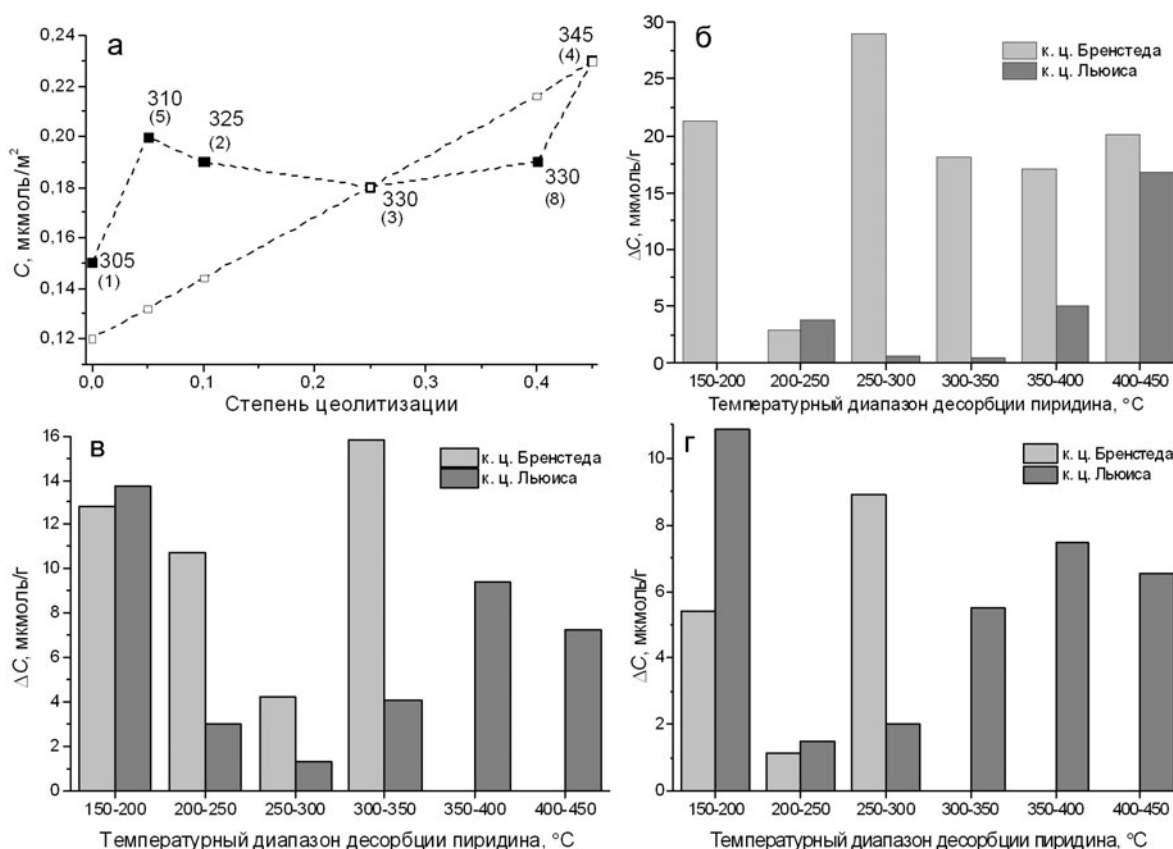 а
C, мкмоль/м²
0,24
0,22
0,20
0,18
0,16
0,14
0,12
305
(1)
310
(5)
325
(2)
330
(3)
330
(8)
345
(4)
0,0 0,1 0,2 0,3 0,4
Степень цеолитизации
б
к. ц. Бренстеда
к. ц. Льюиса
ΔC, мкмоль/г
30
25
20
15
10
5
0
150-200 200-250 250-300 300-350 350-400 400-450
Температурный диапазон десорбции пиридина, °C
в
к. ц. Бренстеда
к. ц. Льюиса
ΔC, мкмоль/г
16
14
12
10
8
6
4
2
0
150-200 200-250 250-300 300-350 350-400 400-450
Температурный диапазон десорбции пиридина, °C
г
к. ц. Бренстеда
к. ц. Льюиса
ΔC, мкмоль/г
10
8
6
4
2
0
150-200 200-250 250-300 300-350 350-400 400-450
Температурный диапазон десорбции пиридина, °C